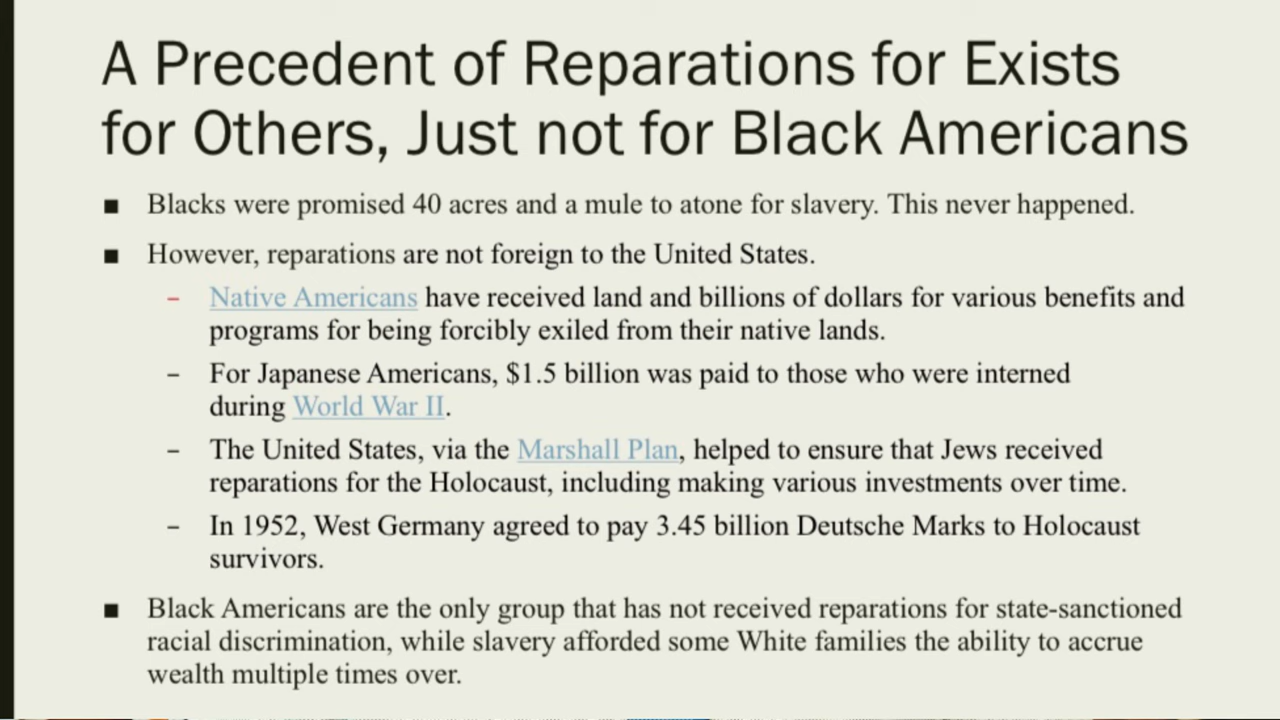 A Precedent of Reparations for Exists
for Others, Just not for Black Americans
■ Blacks were promised 40 acres and a mule to atone for slavery. This never happened.
■ However, reparations are not foreign to the United States.
– Native Americans have received land and billions of dollars for various benefits and
programs for being forcibly exiled from their native lands.
– For Japanese Americans, $1.5 billion was paid to those who were interned
during World War II.
– The United States, via the Marshall Plan, helped to ensure that Jews received
reparations for the Holocaust, including making various investments over time.
– In 1952, West Germany agreed to pay 3.45 billion Deutsche Marks to Holocaust
survivors.
■ Black Americans are the only group that has not received reparations for state-sanctioned
racial discrimination, while slavery afforded some White families the ability to accrue
wealth multiple times over.